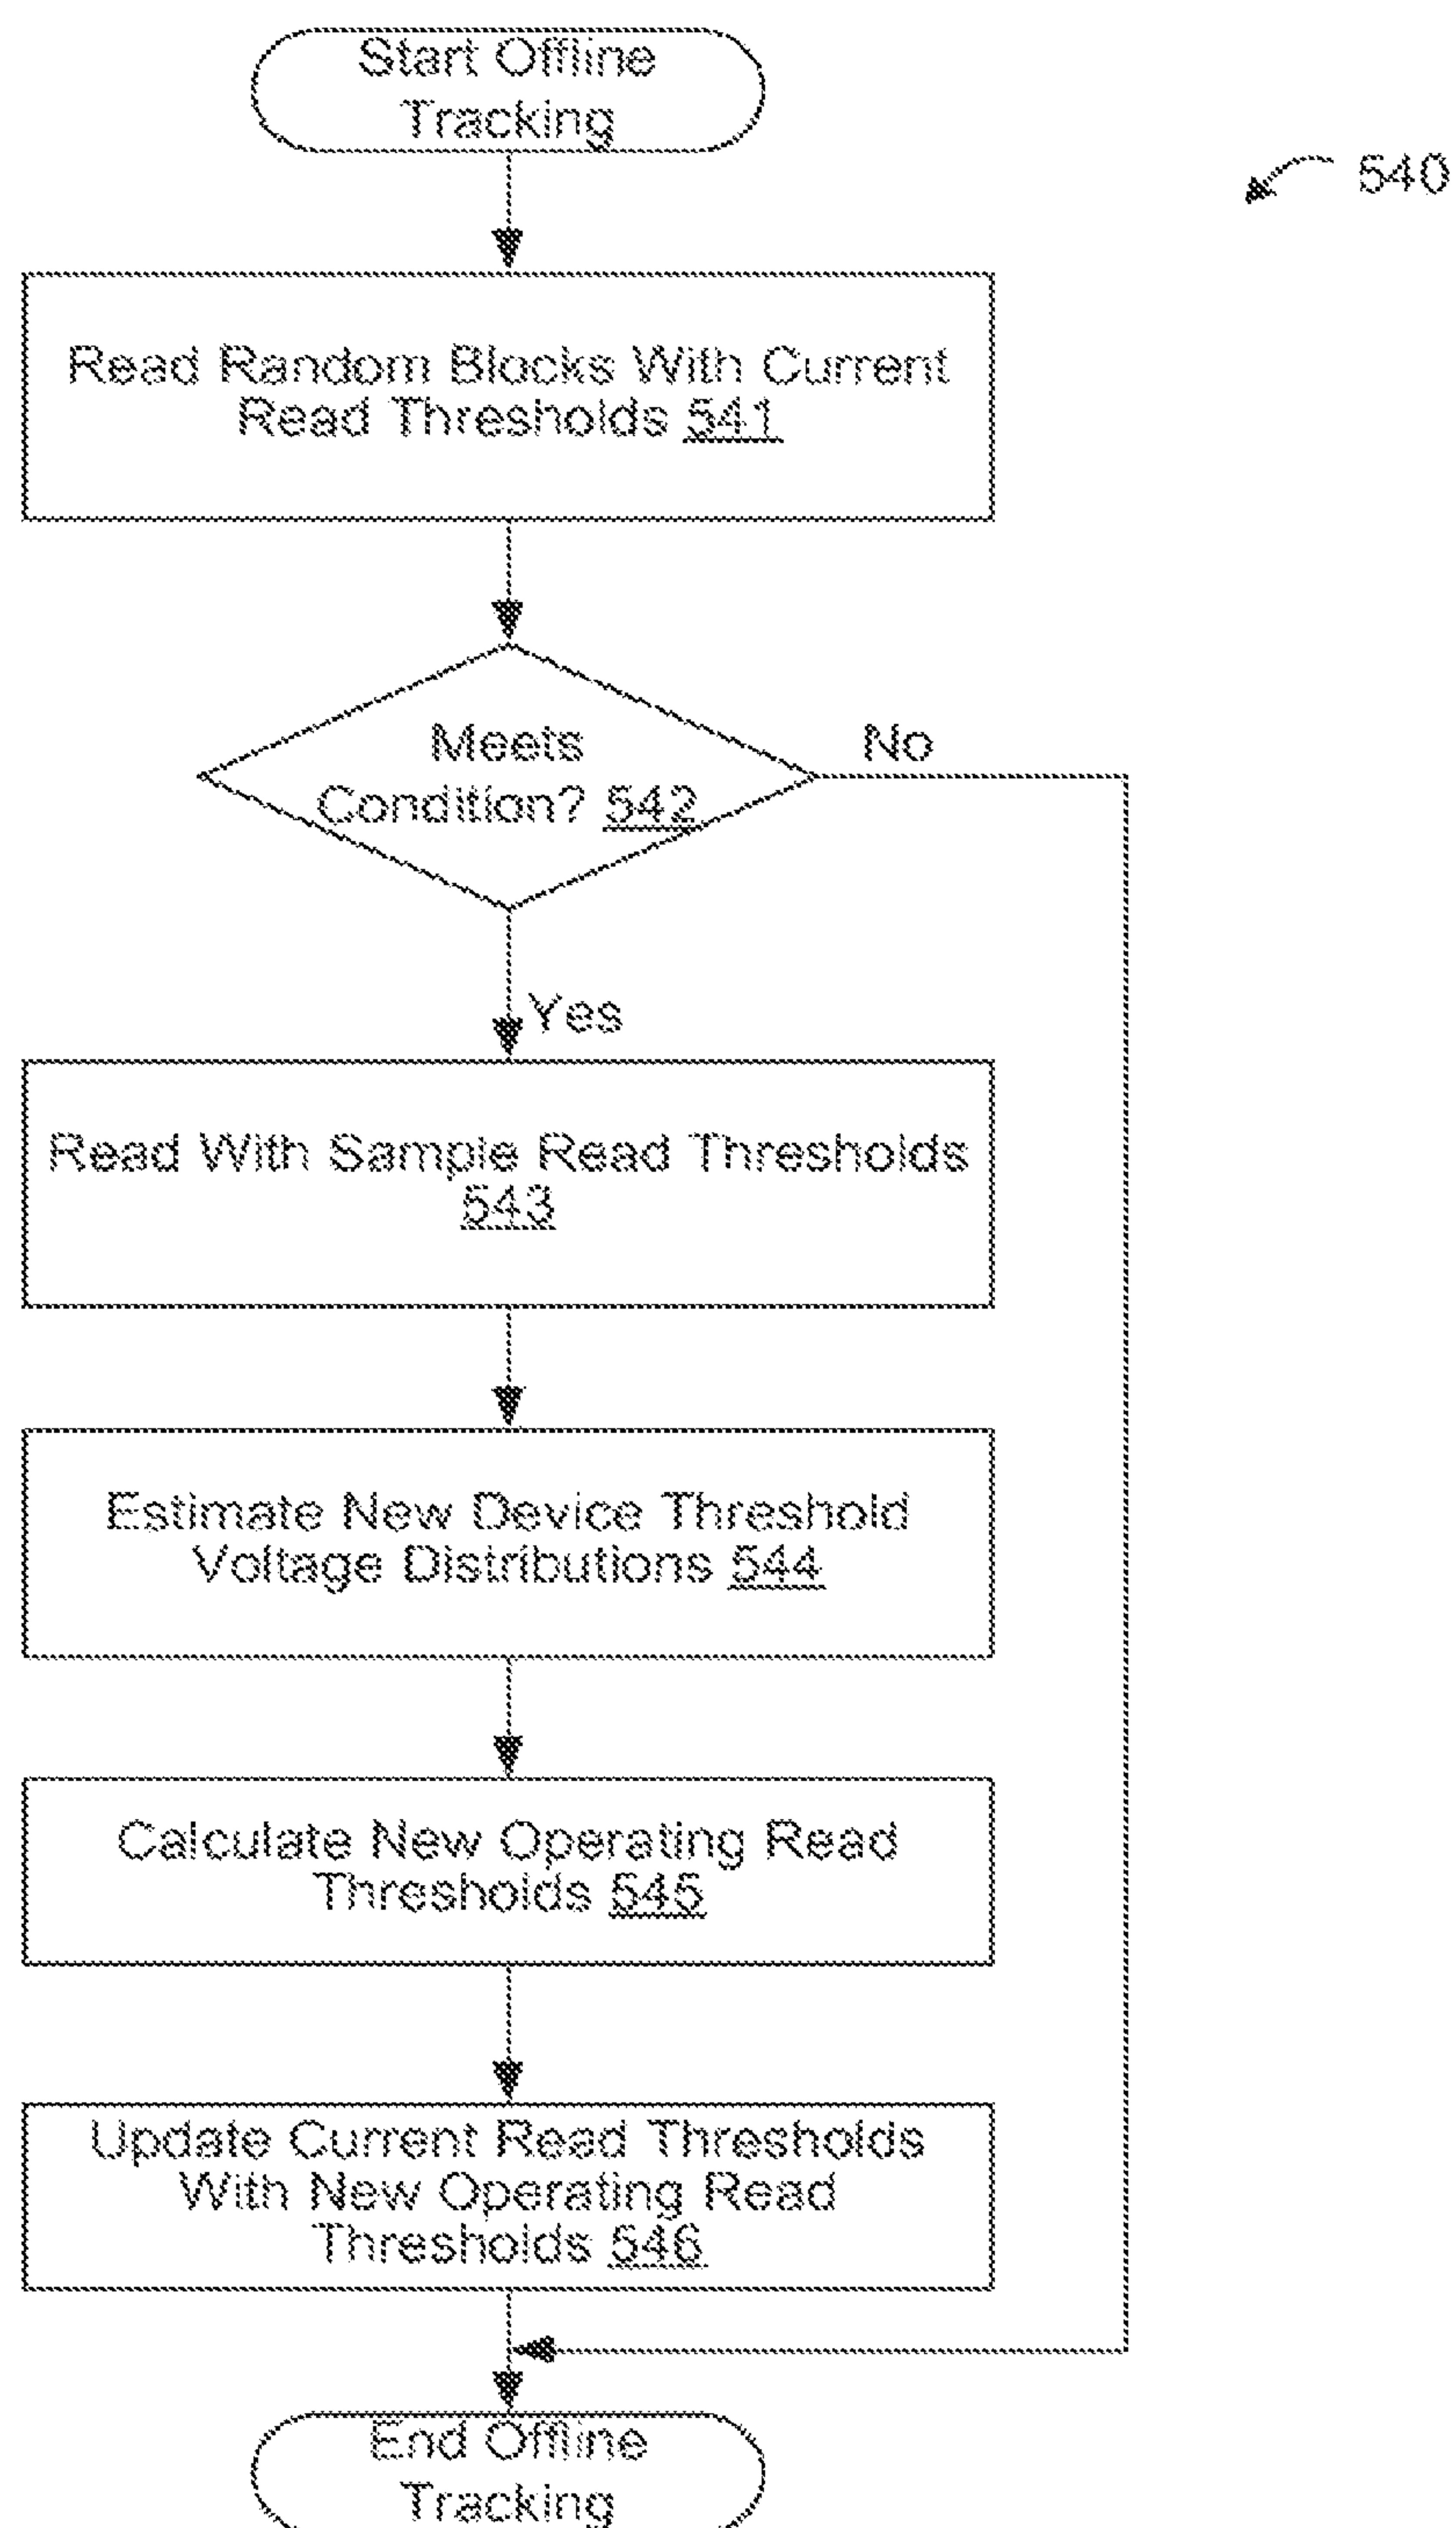 Start Offline
Tracking
540
Read Random Blocks With Current
Read Thresholds 541
Meets
Condition? 542
No
Yes
Read With Sample Read Thresholds
543
Estimate New Device Threshold
Voltage Distributions 544
Calculate New Operating Read
Thresholds 545
Update Current Read Thresholds
With New Operating Read
Thresholds 546
End Offline
Tracking